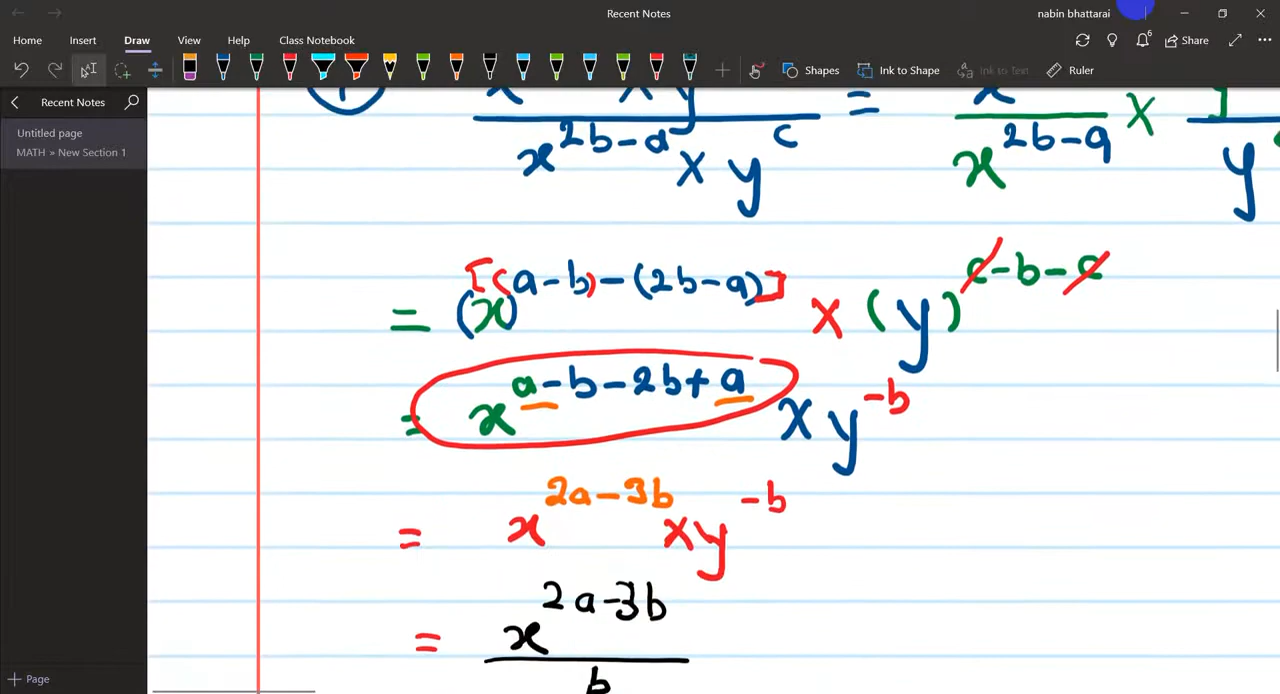 Recent Notes
nabin bhattarai
Home Insert Draw View Help Class Notebook
6 Share
Shapes Ink to Shape Ink to Text Ruler
Recent Notes
Untitled page
MATH » New Section 1
x × y = x ×
x^{2b-a} × y^c x^{2b-a} y
= (x)^{[(a-b)-(2b-a)]} × (y)^{c-b-c}
= x^{a-b-2b+a} × y^{-b}
= x^{2a-3b} × y^{-b}
= x^{2a-3b}
b
+ Page